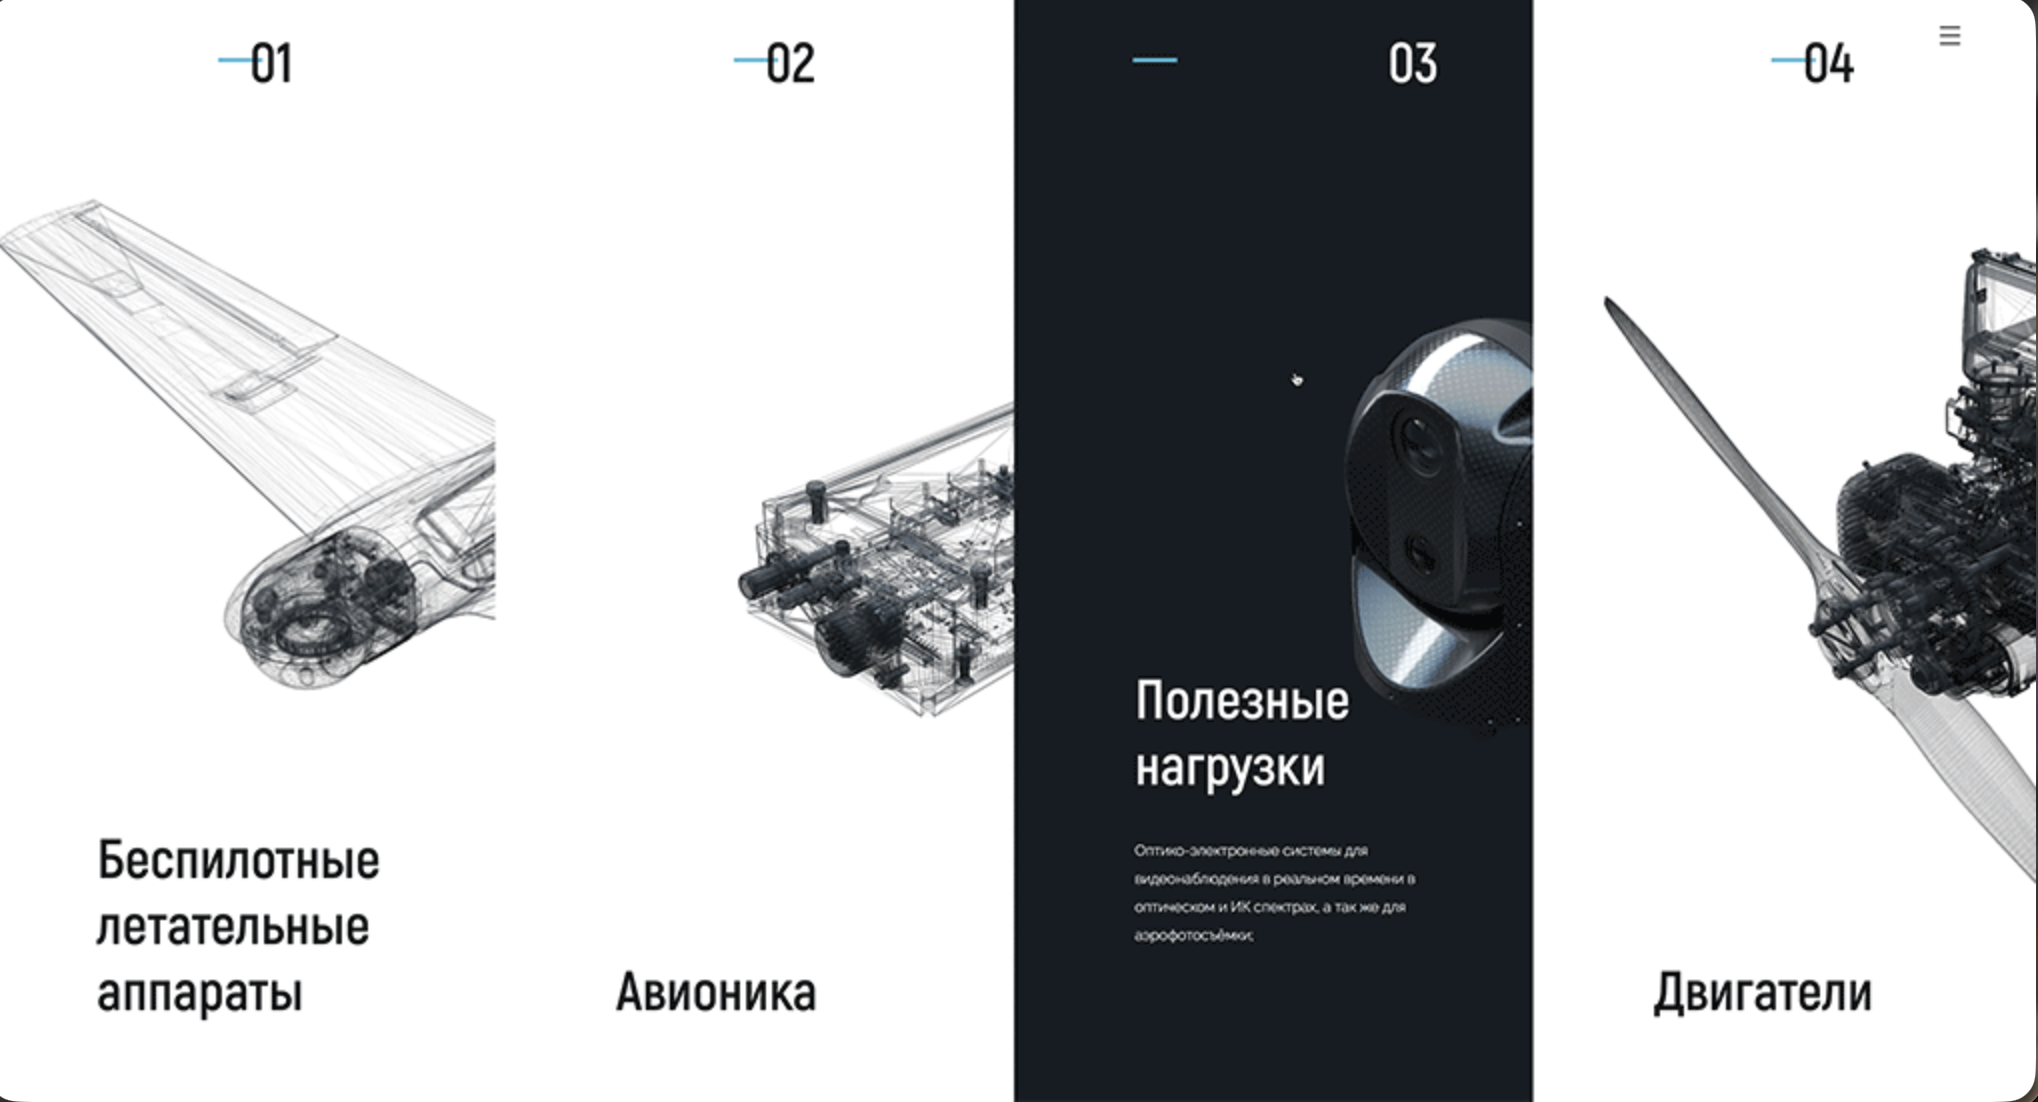 01
Беспилотные
летательные
аппараты
02
Авионика
03
Полезные
нагрузки
Оптико-электронные системы для
видеонаблюдения в реальном времени в
оптическом и ИК спектрах, а так же для
аэрофотосъёмки;
04
Двигатели